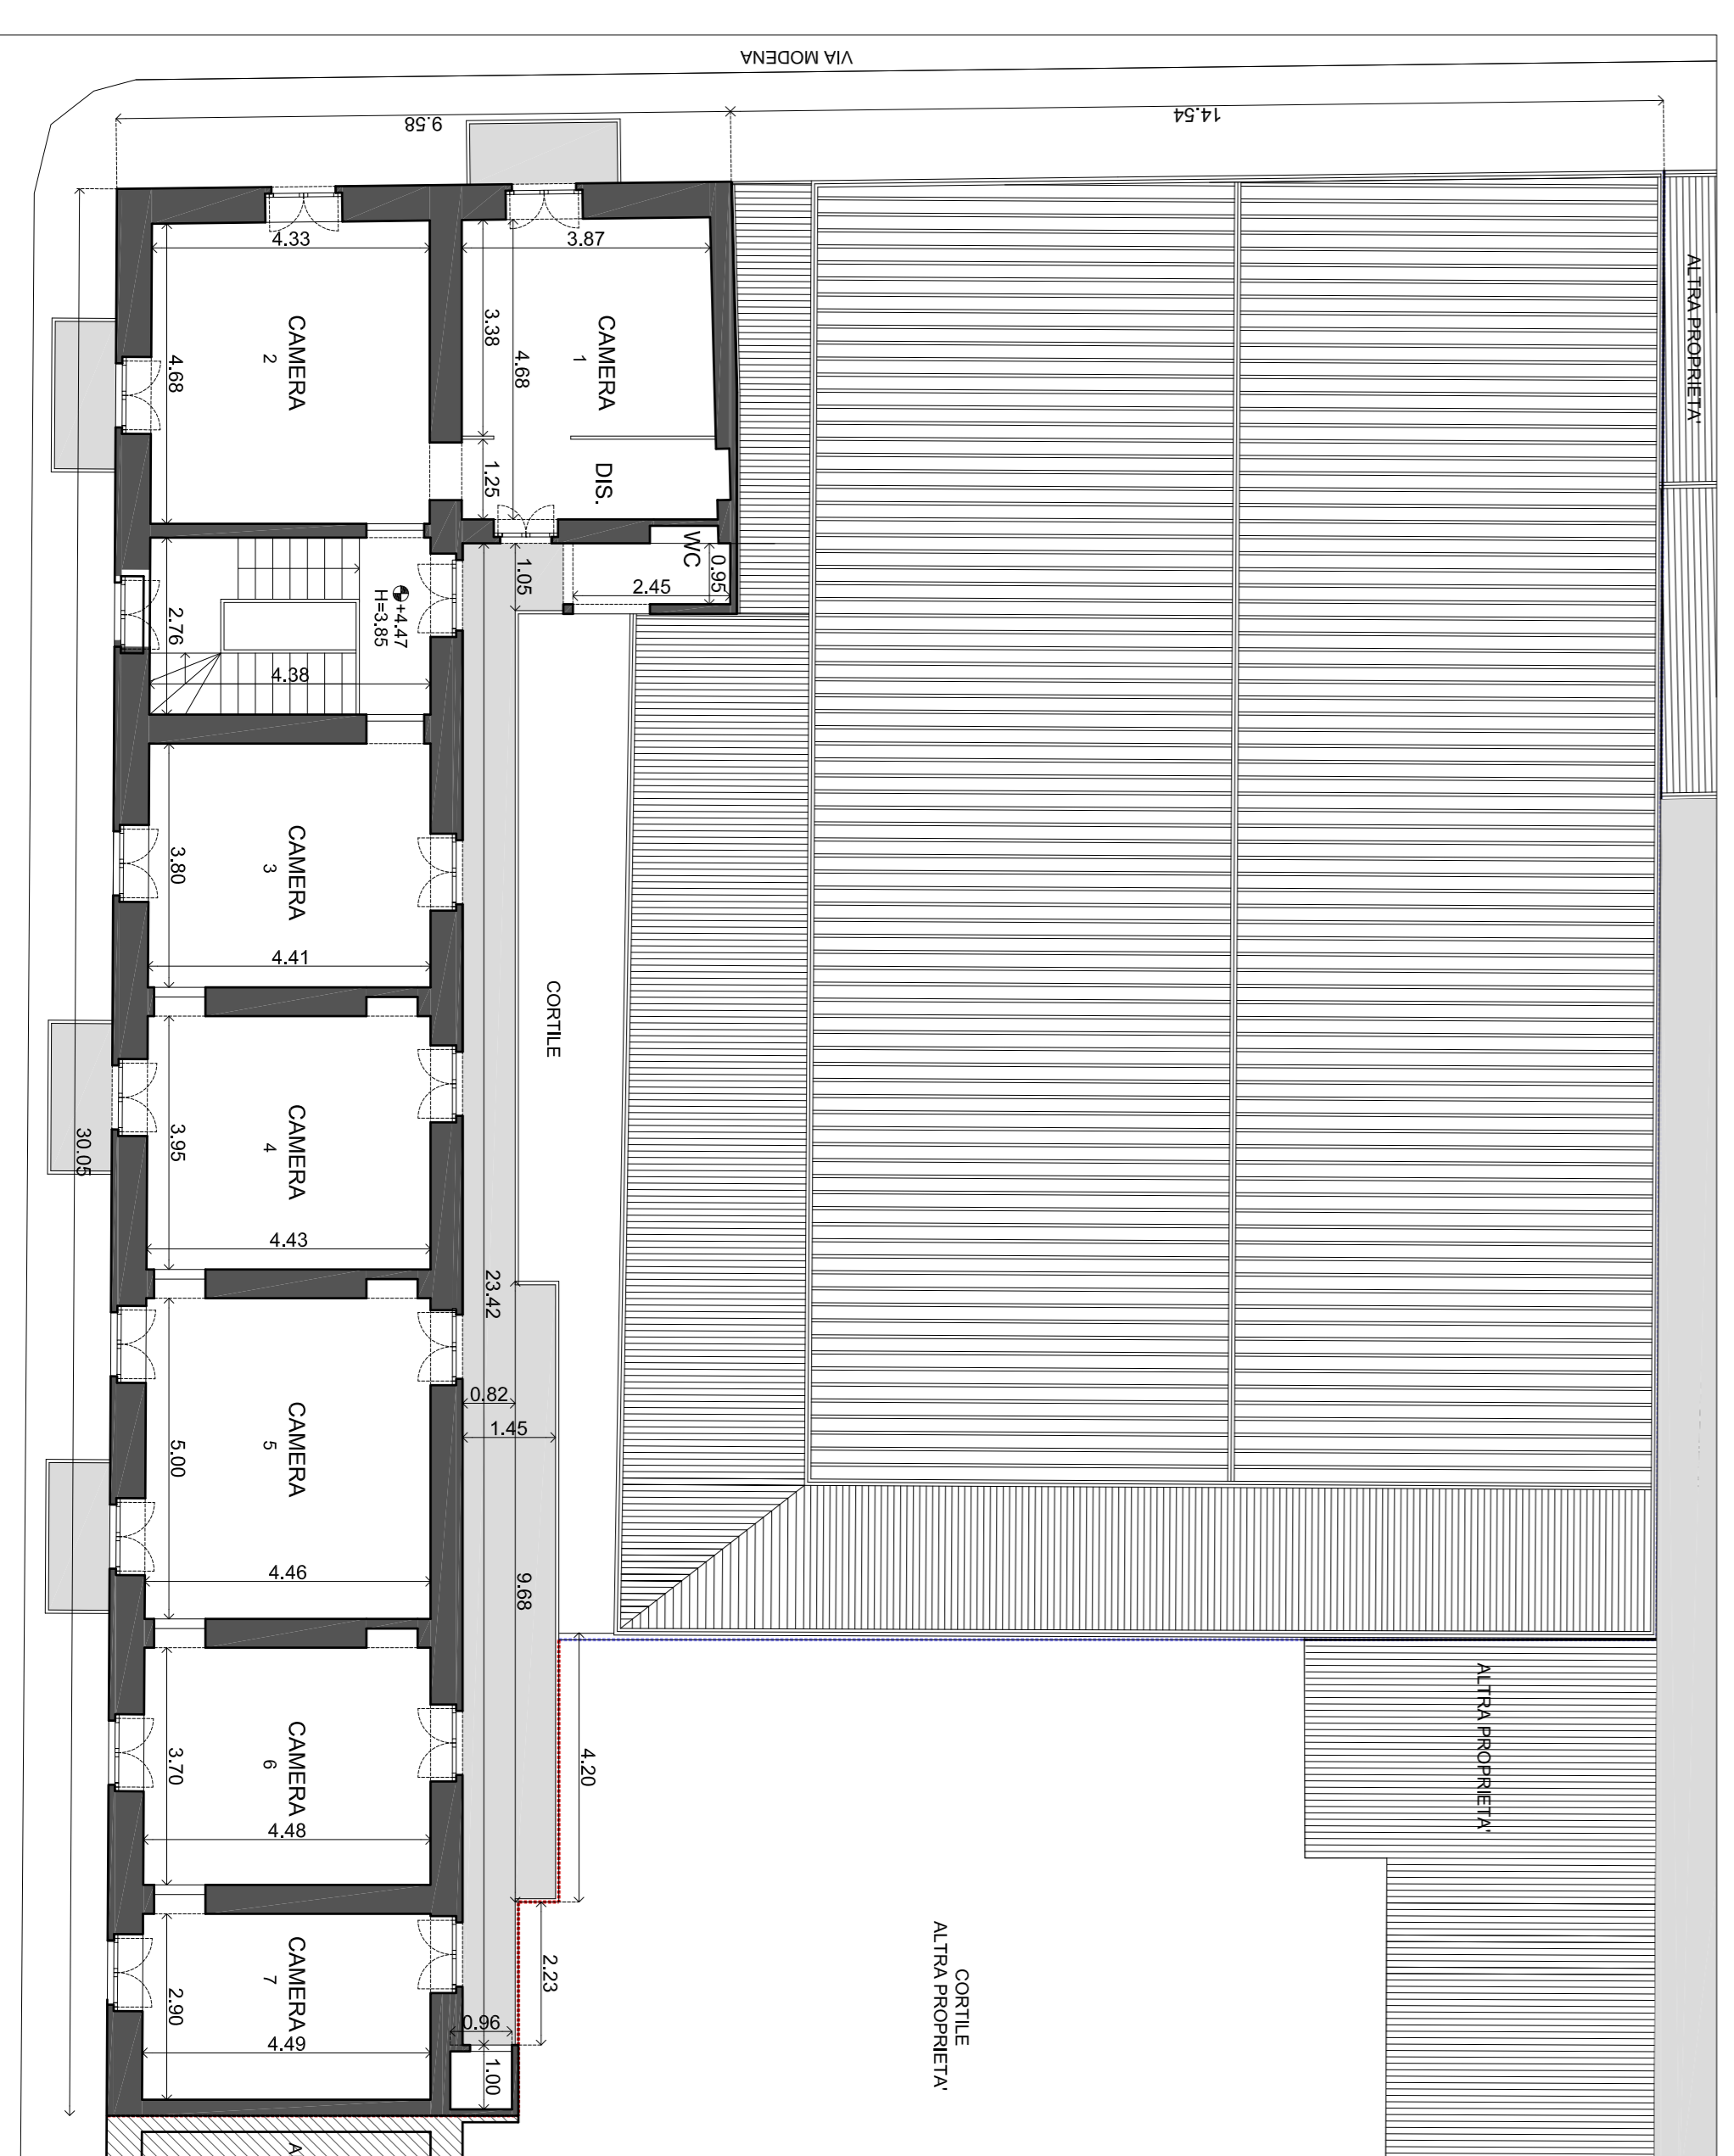 VIA MODENA
9.58
14.54
ALTRA PROPRIETA'
4.33
3.87
CAMERA
2
4.68
3.38
4.68
CAMERA
1
1.25
DIS.
WC
0.95
2.45
1.05
+4.47
H=3.85
2.76
4.38
CAMERA
3
3.80
4.41
CORTILE
CAMERA
4
3.95
4.43
30.05
23.42
0.82
1.45
CAMERA
5
5.00
4.46
9.68
4.20
ALTRA PROPRIETA'
CAMERA
6
3.70
4.48
CAMERA
7
2.90
4.49
2.23
0.96
1.00
CORTILE
ALTRA PROPRIETA'
A